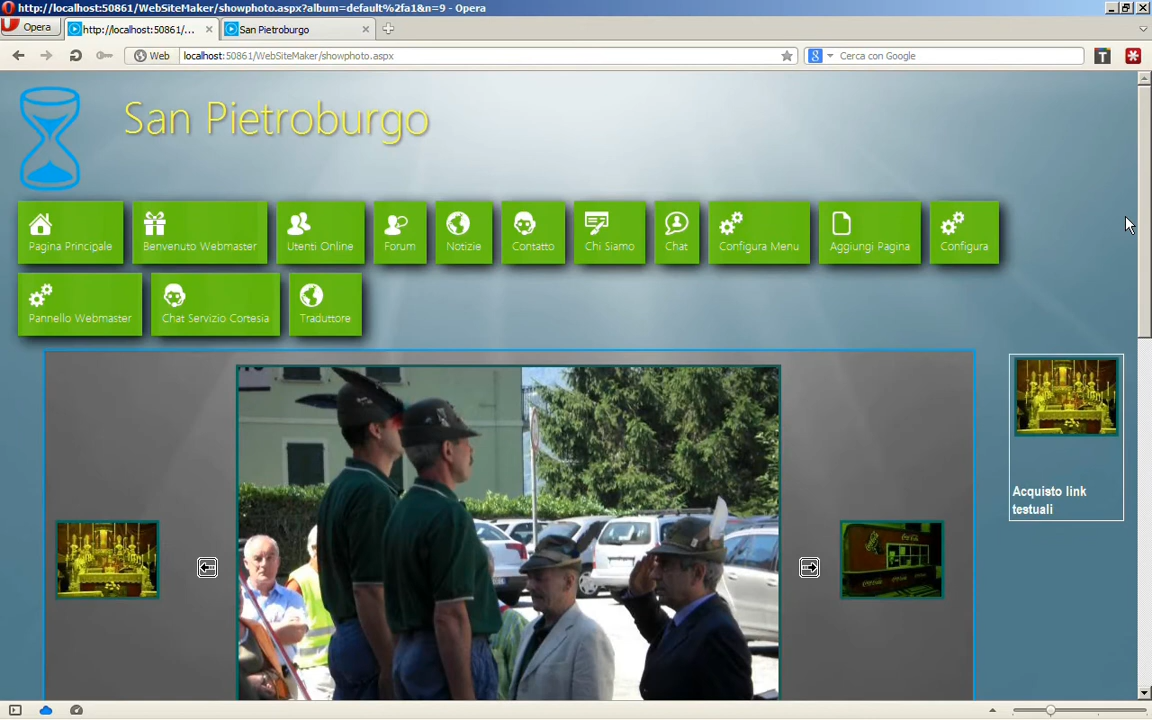 http://localhost:50861/WebSiteMaker/showphoto.aspx?album=default%2fa1&n=9 - Opera
Opera
http://localhost:50861/...
San Pietroburgo
Web
localhost:50861/WebSiteMaker/showphoto.aspx
Cerca con Google
San Pietroburgo
Pagina Principale
Benvenuto Webmaster
Utenti Online
Forum
Notizie
Contatto
Chi Siamo
Chat
Configura Menu
Aggiungi Pagina
Configura
Pannello Webmaster
Chat Servizio Cortesia
Traduttore
Acquisto link
testuali